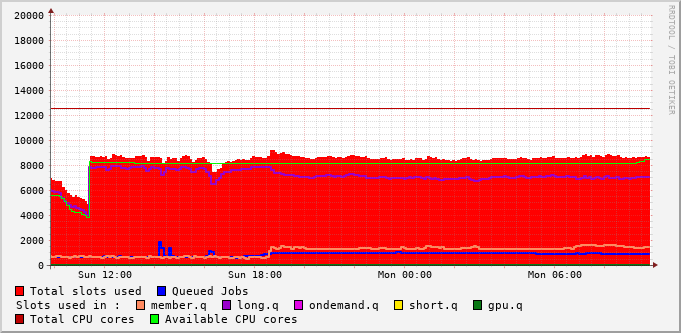 20000
18000
16000
14000
12000
10000
8000
6000
4000
2000
0
Sun 12:00 Sun 18:00 Mon 00:00 Mon 06:00
RRDTOOL / TOBI OETIKER
Total slots used Queued Jobs
Slots used in : member.q long.q ondemand.q short.q gpu.q
Total CPU cores Available CPU cores